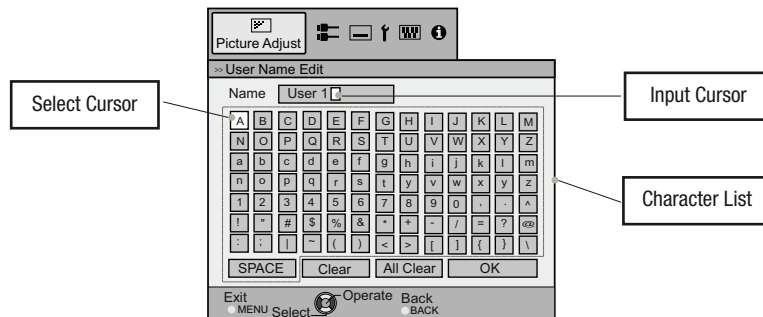 Picture Adjust
>> User Name Edit
Name User 1
Select Cursor
Input Cursor
A B C D E F G H I J K L M
N O P Q R S T U V W X Y Z
a b c d e f g h i j k l m
n o p q r s t y v w x y z
Character List
1 2 3 4 5 6 7 8 9 0 , . ^
! " # $ % & * + - / = ? @
: ; | ~ ( ) < > [ ] { } \
SPACE Clear All Clear OK
Exit Operate Back
MENU Select BACK